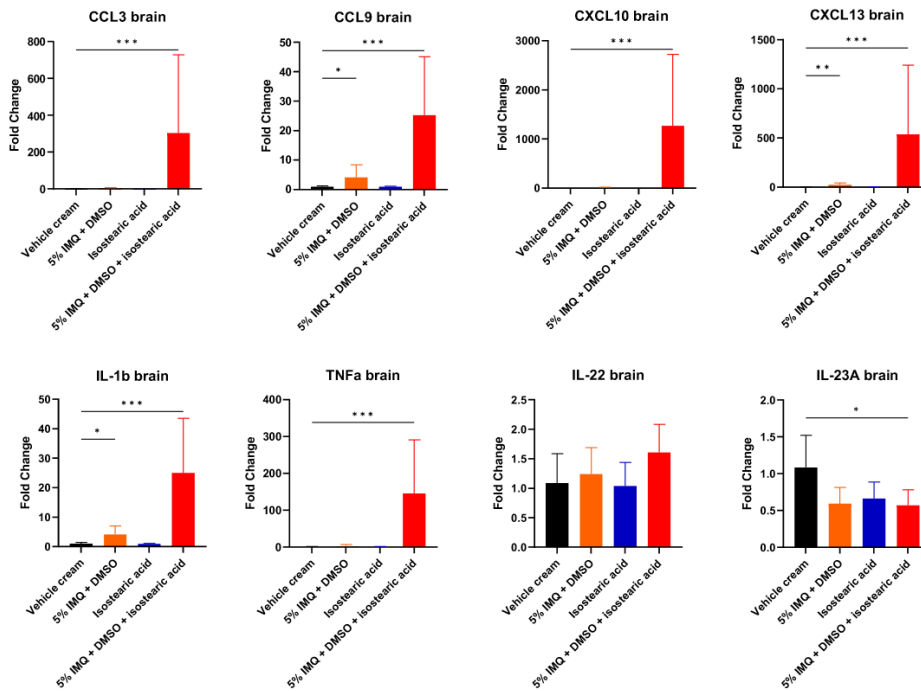 CCL3 brain
Fold Change
800
600
400
200
0
***
Vehicle cream
5% IMQ + DMSO
Isostearic acid
5% IMQ + DMSO + isostearic acid
CCL9 brain
Fold Change
50
40
30
20
10
0
***
*
Vehicle cream
5% IMQ + DMSO
Isostearic acid
5% IMQ + DMSO + isostearic acid
CXCL10 brain
Fold Change
3000
2000
1000
0
***
Vehicle cream
5% IMQ + DMSO
Isostearic acid
5% IMQ + DMSO + isostearic acid
CXCL13 brain
Fold Change
1500
1000
500
0
***
**
Vehicle cream
5% IMQ + DMSO
Isostearic acid
5% IMQ + DMSO + isostearic acid
IL-1b brain
Fold Change
50
40
30
20
10
0
***
*
Vehicle cream
5% IMQ + DMSO
Isostearic acid
5% IMQ + DMSO + isostearic acid
TNFa brain
Fold Change
400
300
200
100
0
***
Vehicle cream
5% IMQ + DMSO
Isostearic acid
5% IMQ + DMSO + isostearic acid
IL-22 brain
Fold Change
2.5
2.0
1.5
1.0
0.5
0.0
Vehicle cream
5% IMQ + DMSO
Isostearic acid
5% IMQ + DMSO + isostearic acid
IL-23A brain
Fold Change
2.0
1.5
1.0
0.5
0.0
*
Vehicle cream
5% IMQ + DMSO
Isostearic acid
5% IMQ + DMSO + isostearic acid